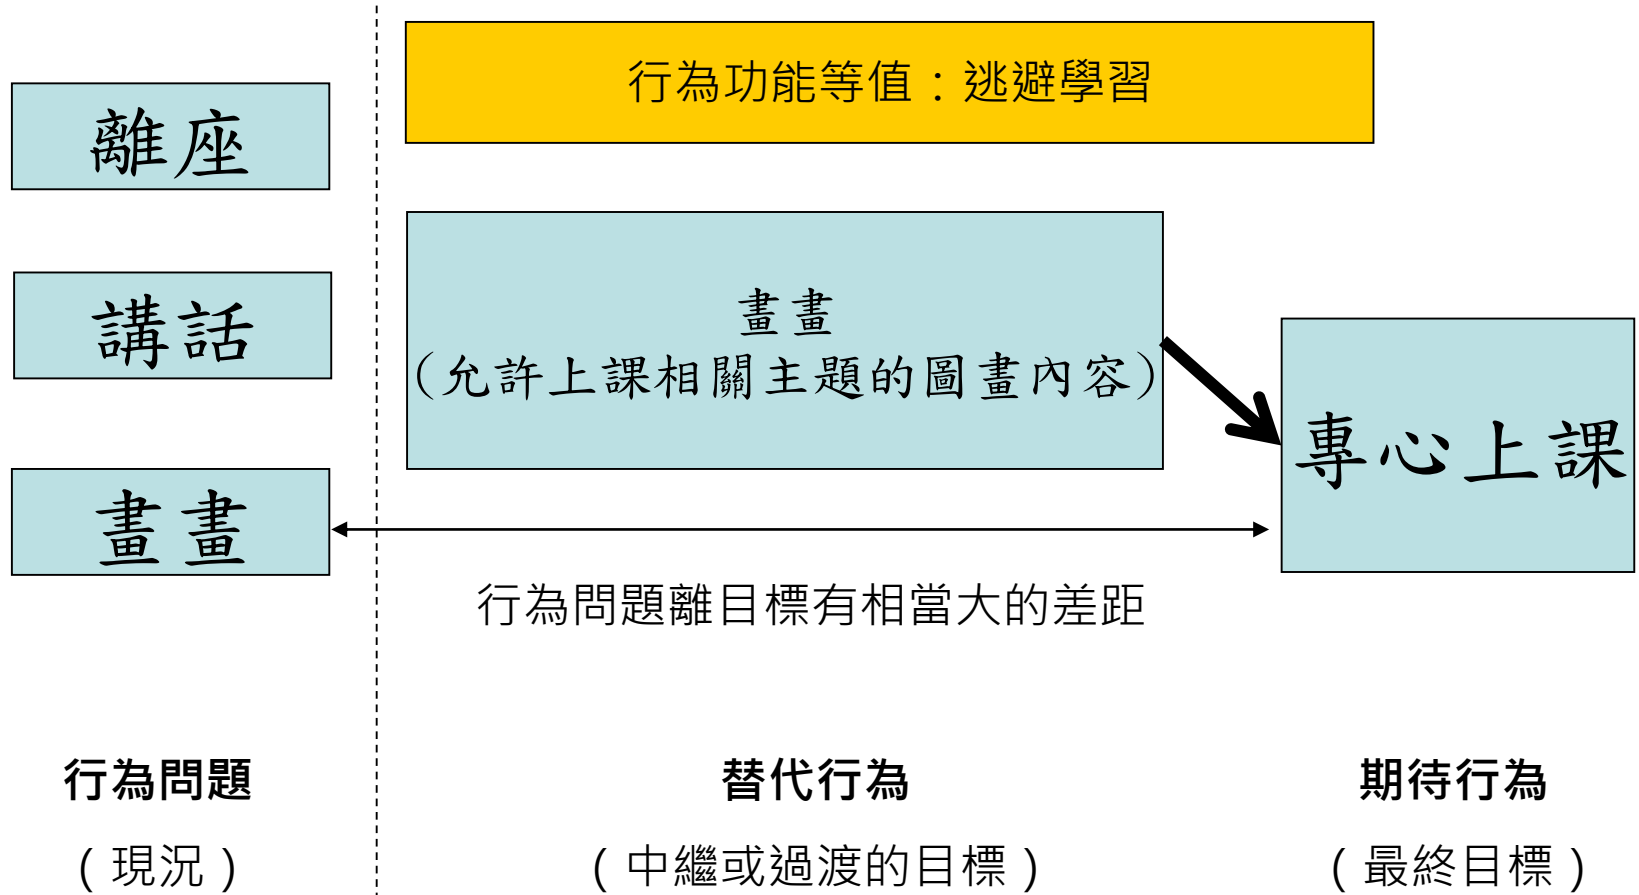 行為功能等值：逃避學習
離座
講話
畫畫
畫畫
（允許上課相關主題的圖畫內容）
專心上課
行為問題離目標有相當大的差距
行為問題
（現況）
替代行為
（中繼或過渡的目標）
期待行為
（最終目標）